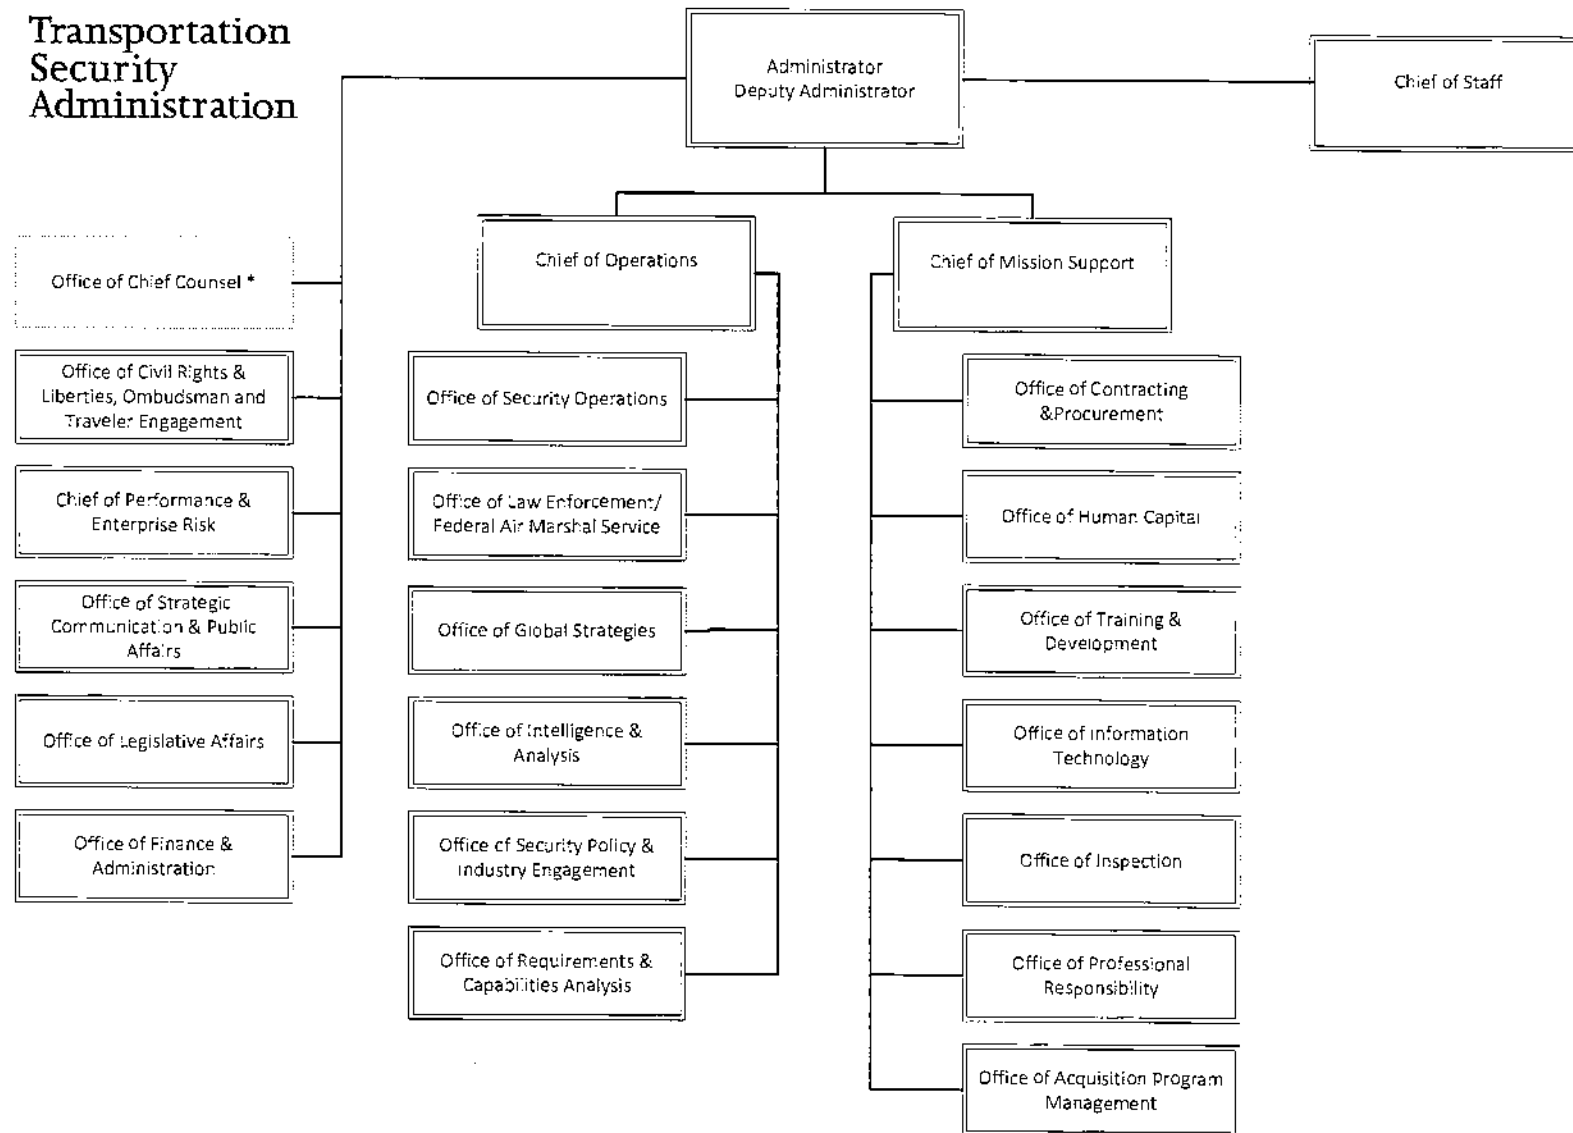 Transportation
Security
Administration
Administrator
Deputy Administrator
Chief of Staff
Office of Chief Counsel *
Office of Civil Rights &
Liberties, Ombudsman and
Traveler Engagement
Chief of Performance &
Enterprise Risk
Office of Strategic
Communication & Public
Affairs
Office of Legislative Affairs
Office of Finance &
Administration
Chief of Operations
Office of Security Operations
Office of Law Enforcement/
Federal Air Marshal Service
Office of Global Strategies
Office of Intelligence &
Analysis
Office of Security Policy &
Industry Engagement
Office of Requirements &
Capabilities Analysis
Chief of Mission Support
Office of Contracting
&Procurement
Office of Human Capital
Office of Training &
Development
Office of Information
Technology
Office of Inspection
Office of Professional
Responsibility
Office of Acquisition Program
Management